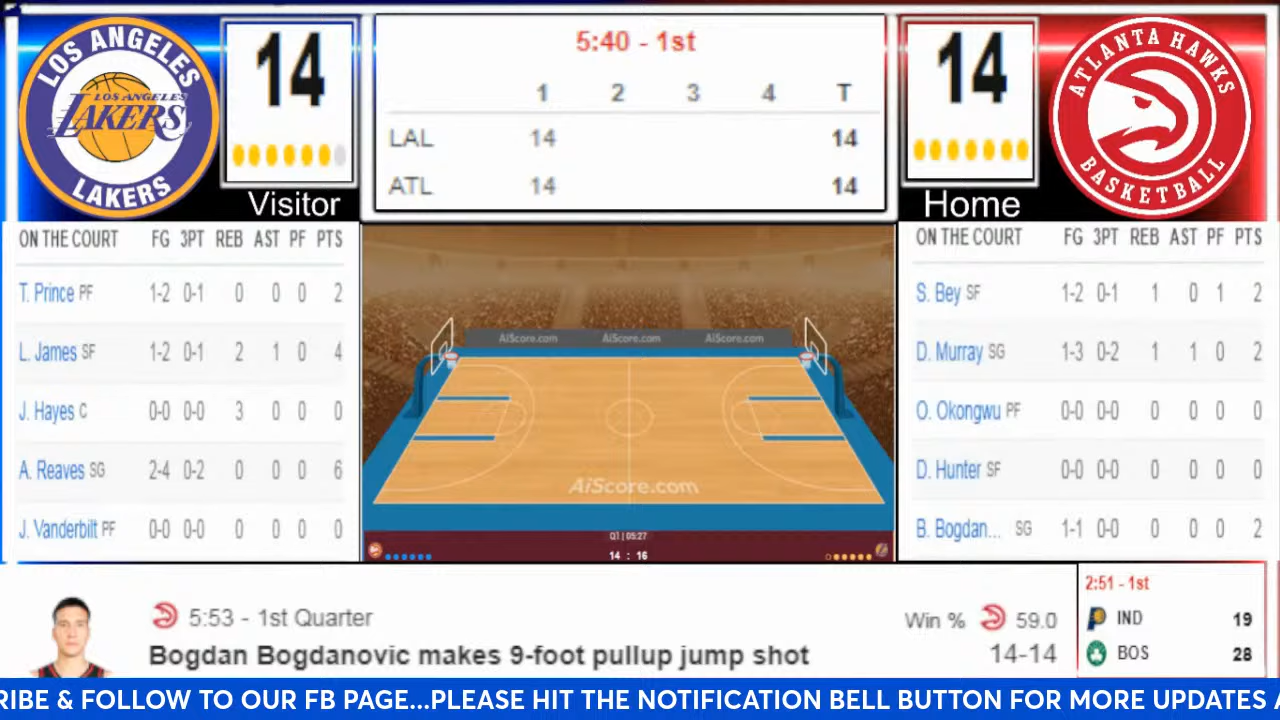 LOS ANGELES
LOS ANGELES
LAKERS
LAKERS
14
Visitor
5:40 - 1st
1 2 3 4 T
LAL 14 14
ATL 14 14
14
Home
ATLANTA HAWKS
BASKETBALL
ON THE COURT FG 3PT REB AST PF PTS
T. Prince PF 1-2 0-1 0 0 0 2
L. James SF 1-2 0-1 2 1 0 4
J. Hayes C 0-0 0-0 3 0 0 0
A. Reaves SG 2-4 0-2 0 0 0 6
J. Vanderbilt PF 0-0 0-0 0 0 0 0
AiScore.com AiScore.com AiScore.com
AiScore.com
Q1 | 05:27
14 : 16
ON THE COURT FG 3PT REB AST PF PTS
S. Bey SF 1-2 0-1 1 0 1 2
D. Murray SG 1-3 0-2 1 1 0 2
O. Okongwu PF 0-0 0-0 0 0 0 0
D. Hunter SF 0-0 0-0 0 0 0 0
B. Bogdan... SG 1-1 0-0 0 0 0 2
5:53 - 1st Quarter
Bogdan Bogdanovic makes 9-foot pullup jump shot
Win % 59.0
14-14
2:51 - 1st
IND 19
BOS 28
RIBE & FOLLOW TO OUR FB PAGE...PLEASE HIT THE NOTIFICATION BELL BUTTON FOR MORE UPDATES A